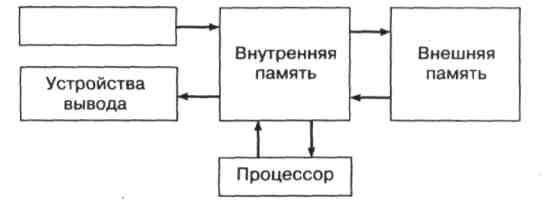 Внутренняя
память
Внешняя
память
Устройства
вывода
Процессор